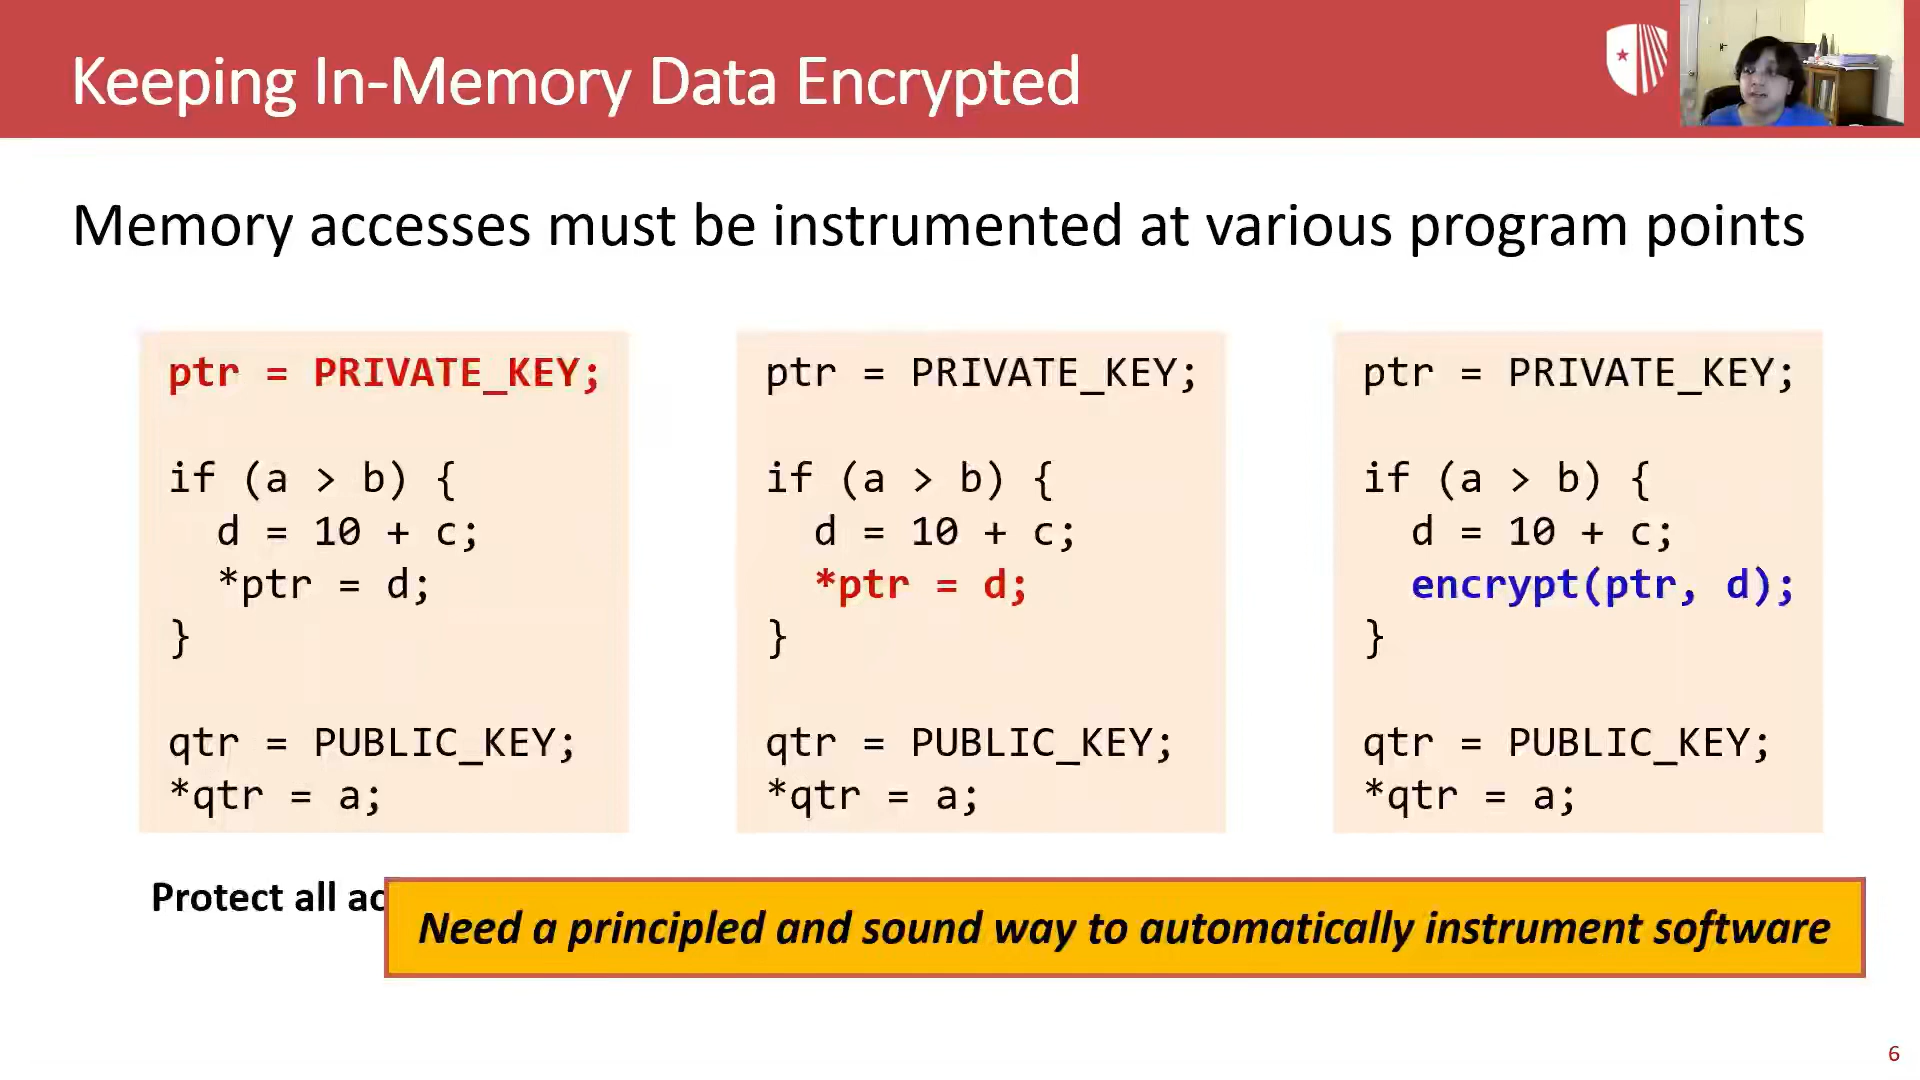 Keeping In-Memory Data Encrypted
Memory accesses must be instrumented at various program points
ptr = PRIVATE_KEY;
if (a > b) {
d = 10 + c;
*ptr = d;
}
qtr = PUBLIC_KEY;
*qtr = a;
ptr = PRIVATE_KEY;
if (a > b) {
d = 10 + c;
*ptr = d;
}
qtr = PUBLIC_KEY;
*qtr = a;
ptr = PRIVATE_KEY;
if (a > b) {
d = 10 + c;
encrypt(ptr, d);
}
qtr = PUBLIC_KEY;
*qtr = a;
Protect all
Need a principled and sound way to automatically instrument software
6